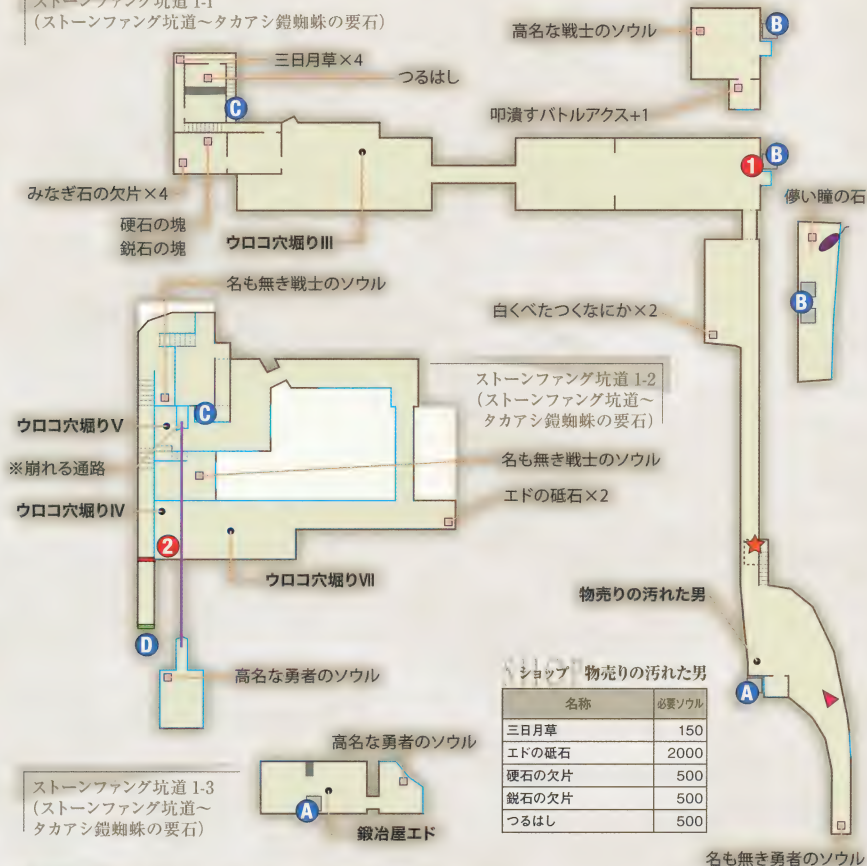 ストーンファング坑道 1-1
(ストーンファング坑道〜タカアシ鎧蜘蛛の要石)
三日月草×4
つるはし
C
みなぎ石の欠片×4
硬石の塊
鋭石の塊
ウロコ穴堀りIII
高名な戦士のソウル
B
叩潰すバトルアクス+1
1
B
儚い瞳の石
B
白くべたつくなにか×2
名も無き戦士のソウル
ストーンファング坑道 1-2
(ストーンファング坑道〜
タカアシ鎧蜘蛛の要石)
ウロコ穴堀りV
C
※崩れる通路
名も無き戦士のソウル
エドの砥石×2
ウロコ穴堀りIV
2
ウロコ穴堀りVII
D
高名な勇者のソウル
物売りの汚れた男
A
ショップ 物売りの汚れた男
名称 必要ソウル
三日月草 150
エドの砥石 2000
硬石の欠片 500
鋭石の欠片 500
つるはし 500
ストーンファング坑道 1-3
(ストーンファング坑道〜
タカアシ鎧蜘蛛の要石)
高名な勇者のソウル
A
鍛冶屋エド
名も無き勇者のソウル